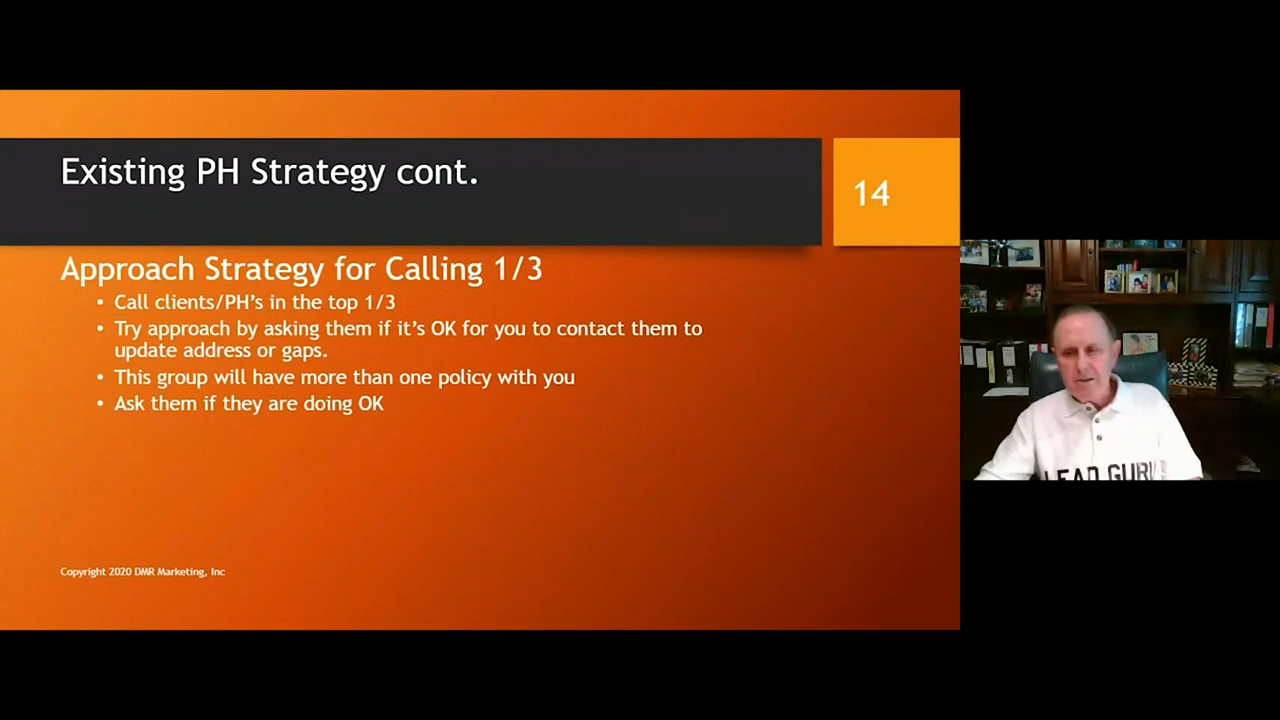 Existing PH Strategy cont.
14
Approach Strategy for Calling 1/3
• Call clients/PH's in the top 1/3
• Try approach by asking them if it's OK for you to contact them to
update address or gaps.
• This group will have more than one policy with you
• Ask them if they are doing OK
Copyright 2020 DMR Marketing, Inc
LEAD GURU